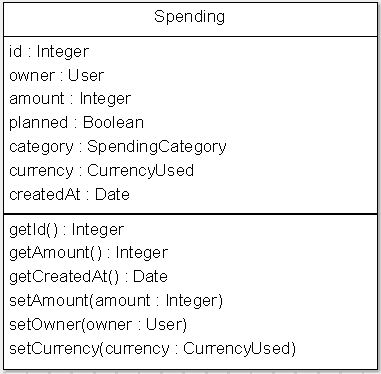 Spending
id : Integer
owner : User
amount : Integer
planned : Boolean
category : SpendingCategory
currency : CurrencyUsed
createdAt : Date
getId() : Integer
getAmount() : Integer
getCreatedAt() : Date
setAmount(amount : Integer)
setOwner(owner : User)
setCurrency(currency : CurrencyUsed)